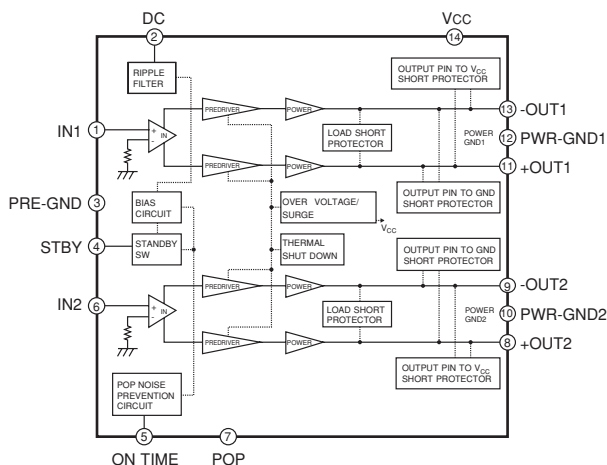 DC
VCC
2
14
RIPPLE
FILTER
OUTPUT PIN TO VCC
SHORT PROTECTOR
PREDRIVER
POWER
13
-OUT1
IN1
1
+
-
IN
LOAD SHORT
PROTECTOR
POWER
GND1
12
PWR-GND1
PREDRIVER
POWER
11
+OUT1
PRE-GND
3
BIAS
CIRCUIT
OVER VOLTAGE/
SURGE
VCC
OUTPUT PIN TO GND
SHORT PROTECTOR
STBY
4
STANDBY
SW
THERMAL
SHUT DOWN
OUTPUT PIN TO GND
SHORT PROTECTOR
PREDRIVER
POWER
9
-OUT2
IN2
6
+
-
IN
LOAD SHORT
PROTECTOR
POWER
GND2
10
PWR-GND2
PREDRIVER
POWER
8
+OUT2
POP NOISE
PREVENTION
CIRCUIT
OUTPUT PIN TO VCC
SHORT PROTECTOR
5
7
ON TIME
POP